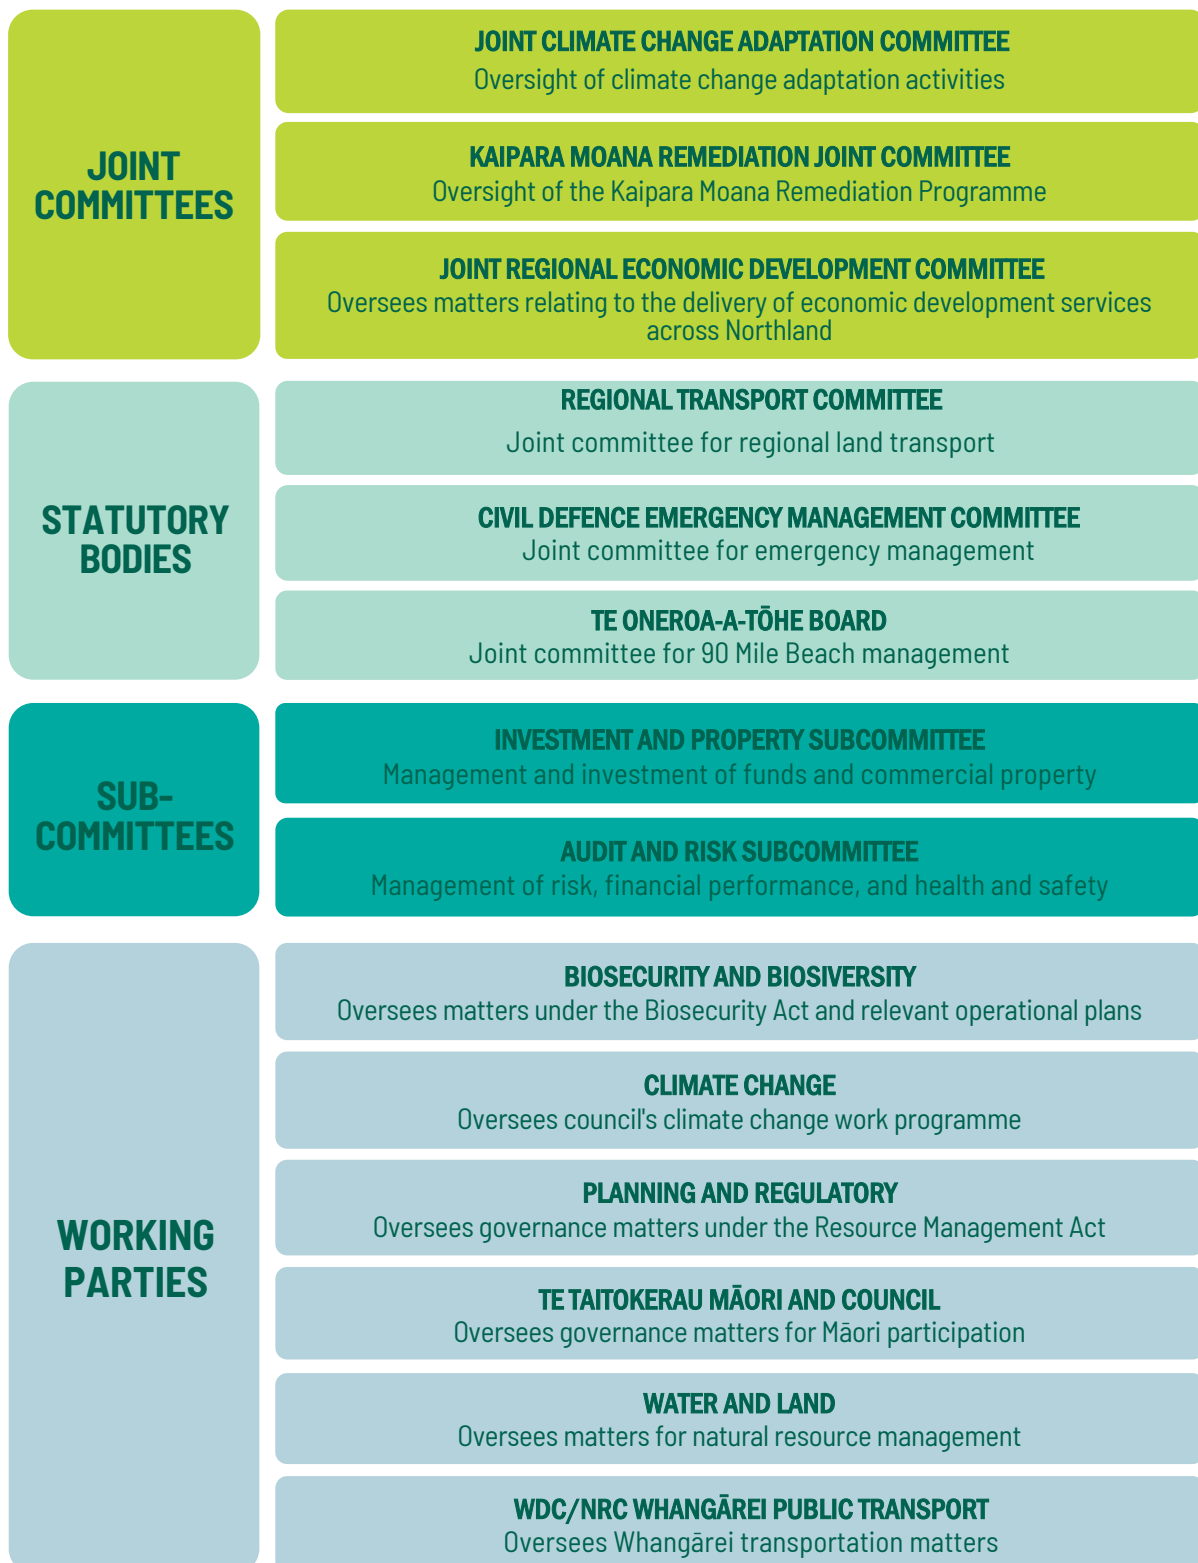 JOINT
COMMITTEES
JOINT CLIMATE CHANGE ADAPTATION COMMITTEE
Oversight of climate change adaptation activities
KAIPARA MOANA REMEDIATION JOINT COMMITTEE
Oversight of the Kaipara Moana Remediation Programme
JOINT REGIONAL ECONOMIC DEVELOPMENT COMMITTEE
Oversees matters relating to the delivery of economic development services
across Northland
STATUTORY
BODIES
REGIONAL TRANSPORT COMMITTEE
Joint committee for regional land transport
CIVIL DEFENCE EMERGENCY MANAGEMENT COMMITTEE
Joint committee for emergency management
TE ONEROA-A-TŌHE BOARD
Joint committee for 90 Mile Beach management
SUB-
COMMITTEES
INVESTMENT AND PROPERTY SUBCOMMITTEE
Management and investment of funds and commercial property
AUDIT AND RISK SUBCOMMITTEE
Management of risk, financial performance, and health and safety
WORKING
PARTIES
BIOSECURITY AND BIOSIVERSITY
Oversees matters under the Biosecurity Act and relevant operational plans
CLIMATE CHANGE
Oversees council's climate change work programme
PLANNING AND REGULATORY
Oversees governance matters under the Resource Management Act
TE TAITOKERAU MĀORI AND COUNCIL
Oversees governance matters for Māori participation
WATER AND LAND
Oversees matters for natural resource management
WDC/NRC WHANGĀREI PUBLIC TRANSPORT
Oversees Whangārei transportation matters